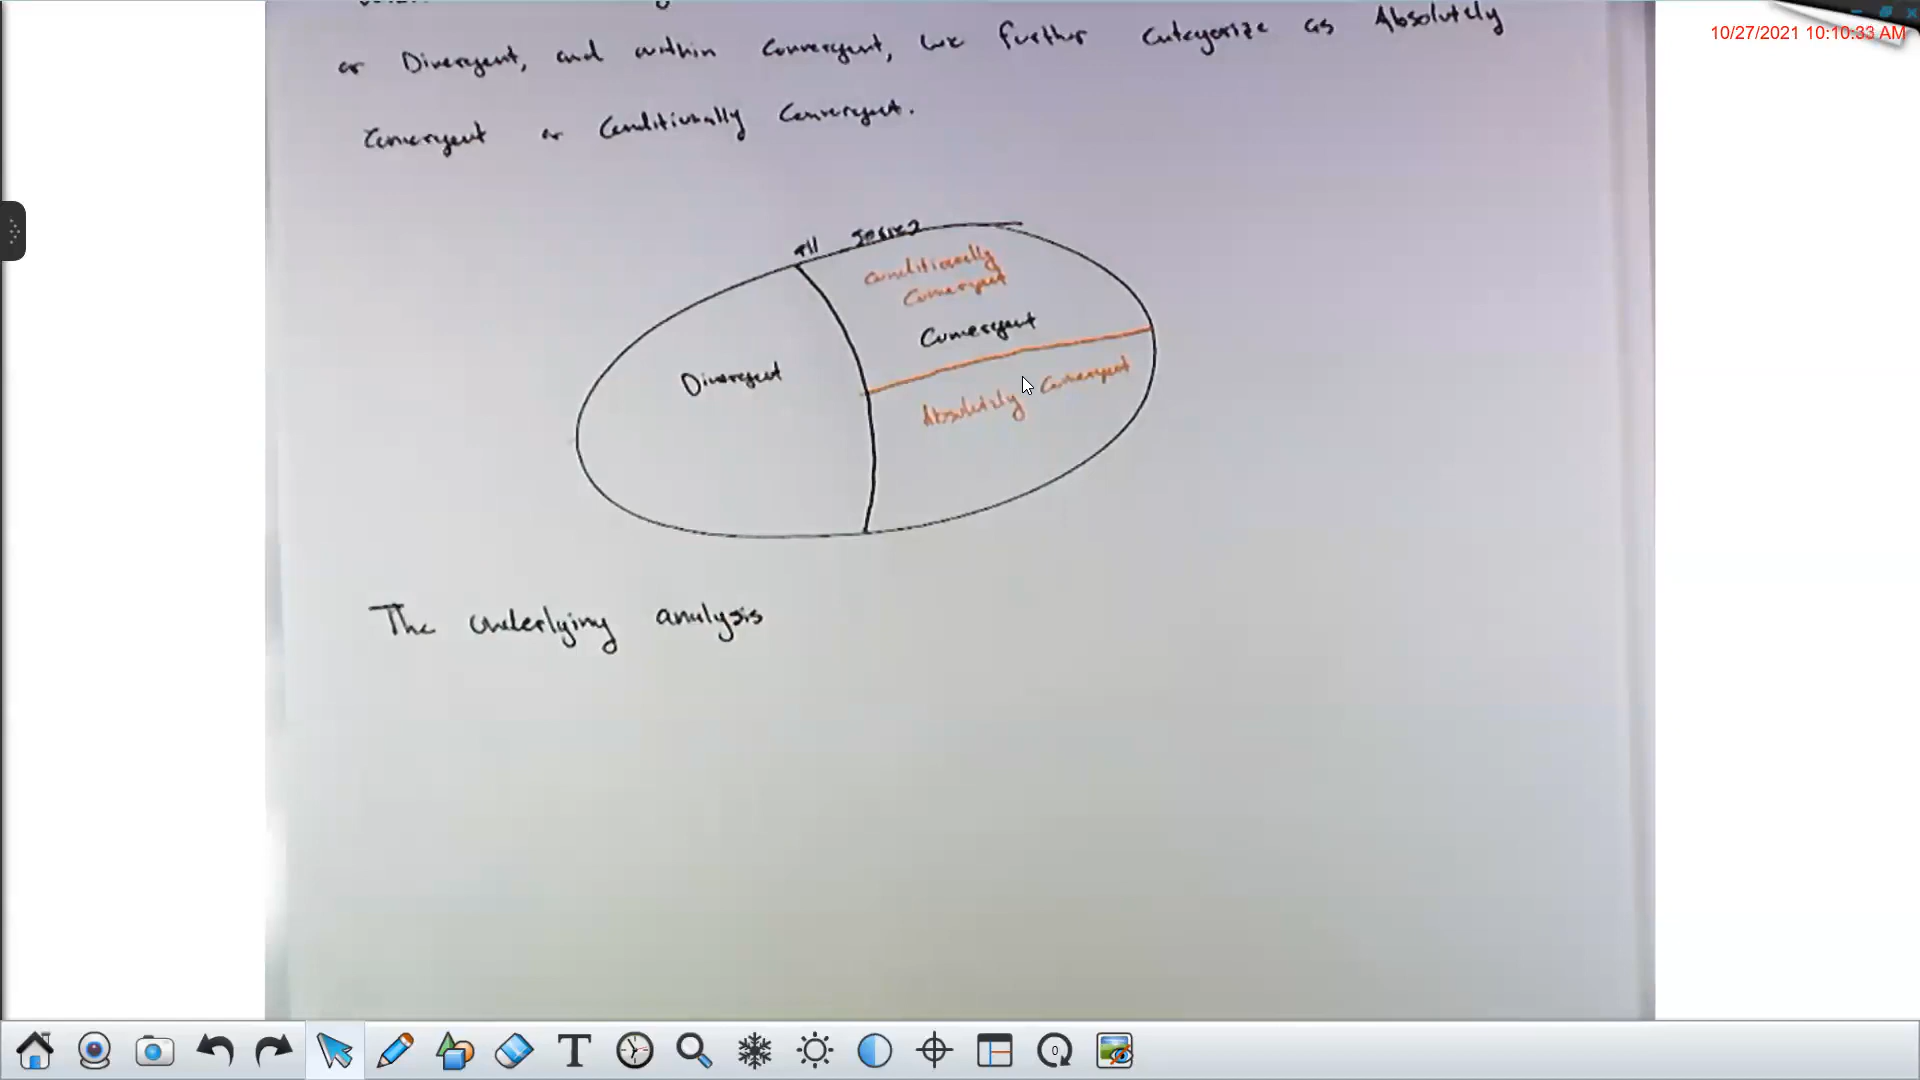 or Divergent, and within Convergent, we further categorize as Absolutely
10/27/2021 10:10:33 AM
Convergent or Conditionally Convergent.
All Series
Conditionally
Convergent
Convergent
Divergent
Absolutely Convergent
The underlying analysis
T
0